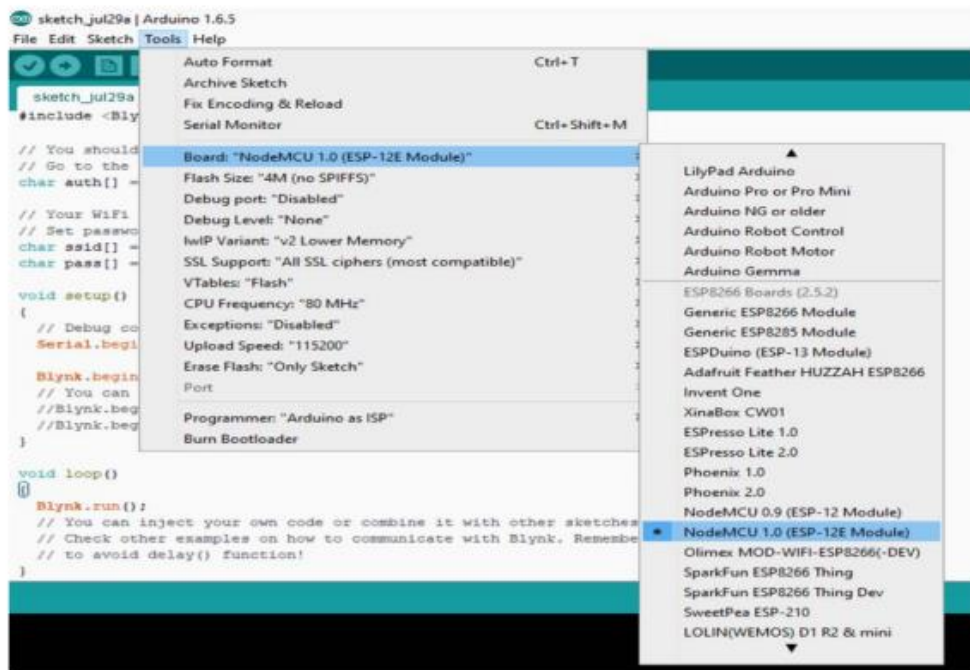 sketch_jul29a | Arduino 1.6.5
File Edit Sketch Tools Help
sketch_jul29a
#include <Bly
// You should
// Go to the
char auth[] =
// Your WiFi
// Set passwo
char ssid[] =
char pass[] =
void setup()
{
// Debug co
Serial.begi
Blynk.begin
// You can
//Blynk.beg
//Blynk.beg
}
void loop()
{
Blynk.run();
// You can inject your own code or combine it with other sketches
// Check other examples on how to communicate with Blynk. Remembe
// to avoid delay() function!
}
Auto Format Ctrl+T
Archive Sketch
Fix Encoding & Reload
Serial Monitor Ctrl+Shift+M
Board: "NodeMCU 1.0 (ESP-12E Module)"
Flash Size: "4M (no SPIFFS)"
Debug port: "Disabled"
Debug Level: "None"
lwIP Variant: "v2 Lower Memory"
SSL Support: "All SSL ciphers (most compatible)"
VTables: "Flash"
CPU Frequency: "80 MHz"
Exceptions: "Disabled"
Upload Speed: "115200"
Erase Flash: "Only Sketch"
Port
Programmer: "Arduino as ISP"
Burn Bootloader
LilyPad Arduino
Arduino Pro or Pro Mini
Arduino NG or older
Arduino Robot Control
Arduino Robot Motor
Arduino Gemma
ESP8266 Boards (2.5.2)
Generic ESP8266 Module
Generic ESP8285 Module
ESPDuino (ESP-13 Module)
Adafruit Feather HUZZAH ESP8266
Invent One
XinaBox CW01
ESPresso Lite 1.0
ESPresso Lite 2.0
Phoenix 1.0
Phoenix 2.0
NodeMCU 0.9 (ESP-12 Module)
NodeMCU 1.0 (ESP-12E Module)
Olimex MOD-WIFI-ESP8266(-DEV)
SparkFun ESP8266 Thing
SparkFun ESP8266 Thing Dev
SweetPea ESP-210
LOLIN(WEMOS) D1 R2 & mini